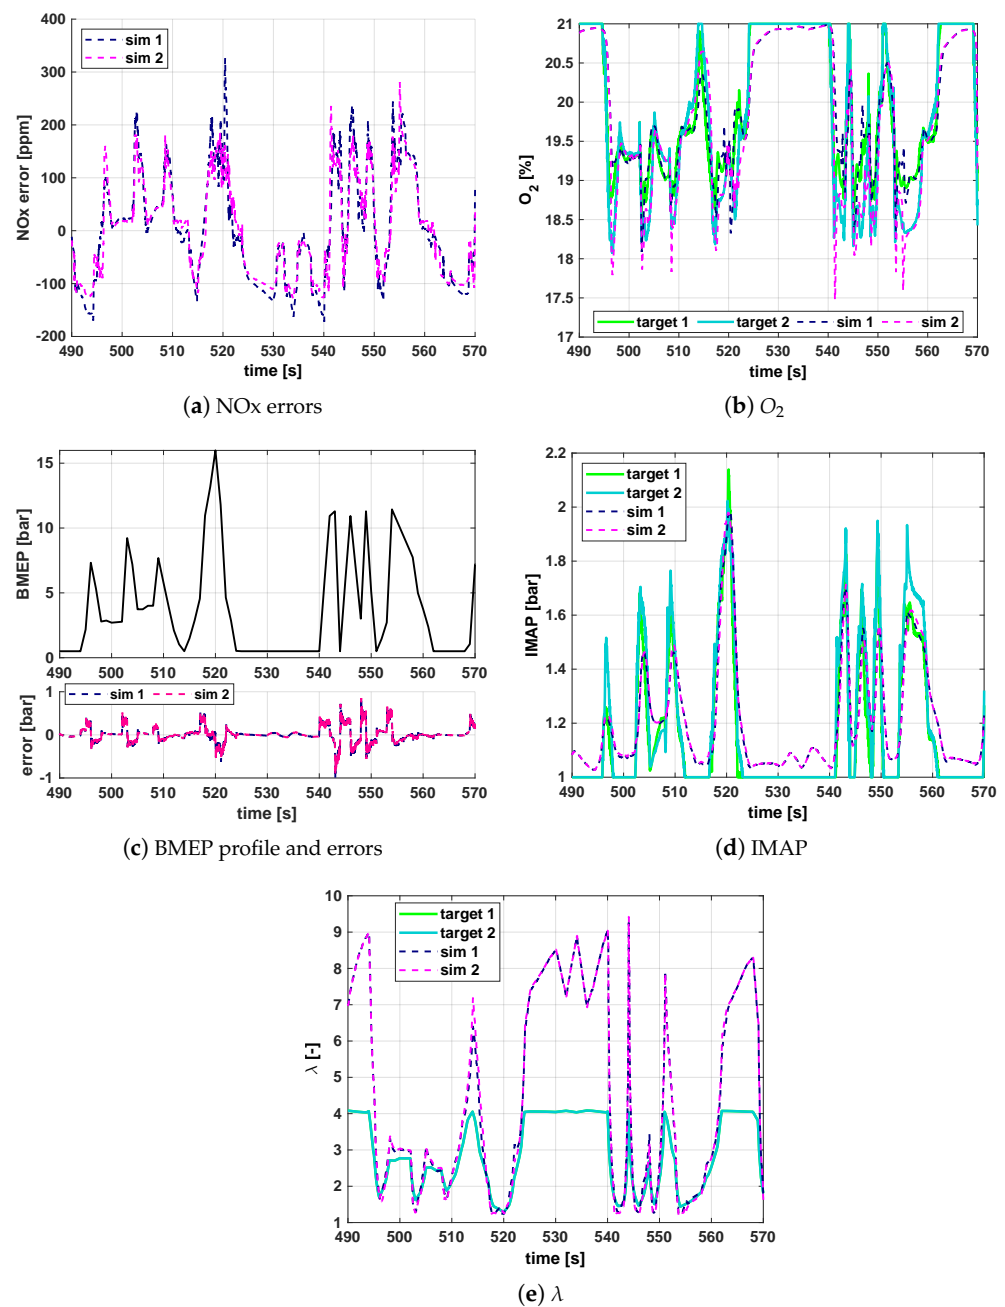 400
300
200
100
0
-100
-200
NOx error [ppm]
sim 1
sim 2
490 500 510 520 530 540 550 560 570
time [s]
(a) NOx errors
21
20.5
20
19.5
19
18.5
18
17.5
17
O2 [%]
target 1 target 2 sim 1 sim 2
490 500 510 520 530 540 550 560 570
time [s]
(b) O2
15
10
5
0
BMEP [bar]
490 500 510 520 530 540 550 560 570
1
0
-1
error [bar]
sim 1 sim 2
490 500 510 520 530 540 550 560 570
time [s]
(c) BMEP profile and errors
2.2
2
1.8
1.6
1.4
1.2
1
IMAP [bar]
target 1
target 2
sim 1
sim 2
490 500 510 520 530 540 550 560 570
time [s]
(d) IMAP
10
9
8
7
6
5
4
3
2
1
λ [-]
target 1
target 2
sim 1
sim 2
490 500 510 520 530 540 550 560 570
time [s]
(e) λ